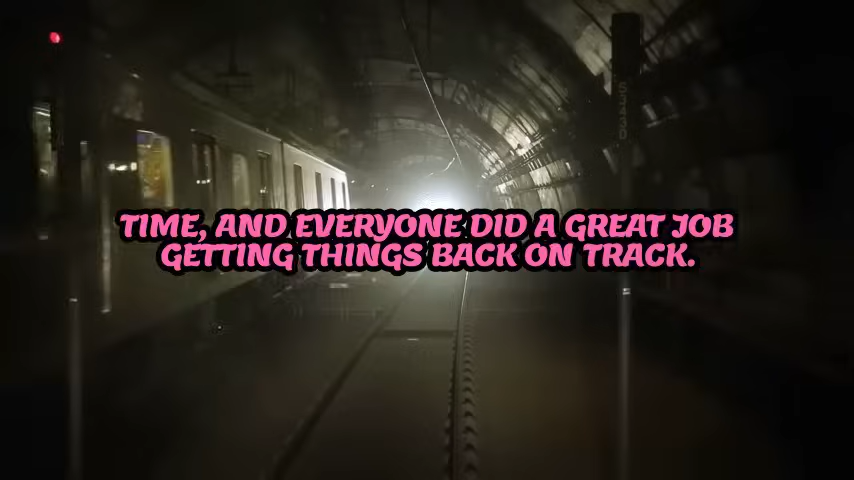 TIME, AND EVERYONE DID A GREAT JOB
GETTING THINGS BACK ON TRACK.